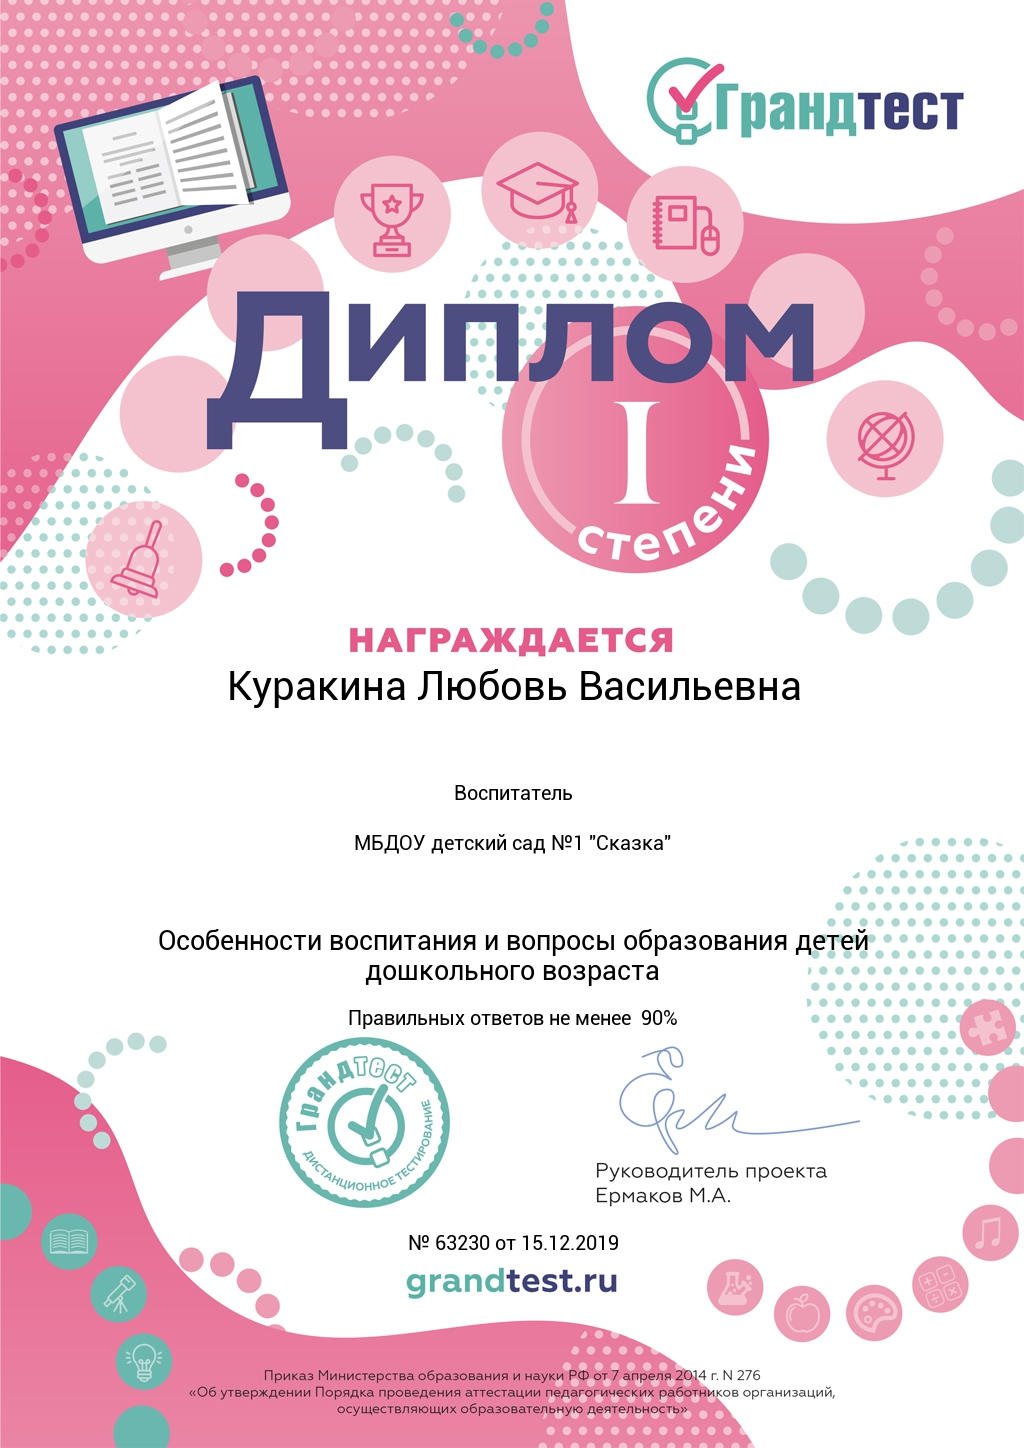 Грандтест
Диплом
I
степени
НАГРАЖДАЕТСЯ
Куракина Любовь Васильевна
Воспитатель
МБДОУ детский сад №1 "Сказка"
Особенности воспитания и вопросы образования детей
дошкольного возраста
Правильных ответов не менее 90%
Грандтест
ДИСТАНЦИОННОЕ ТЕСТИРОВАНИЕ
Руководитель проекта
Ермаков М.А.
№ 63230 от 15.12.2019
grandtest.ru
Приказ Министерства образования и науки РФ от 7 апреля 2014 г. N 276
«Об утверждении Порядка проведения аттестации педагогических работников организаций,
осуществляющих образовательную деятельность»